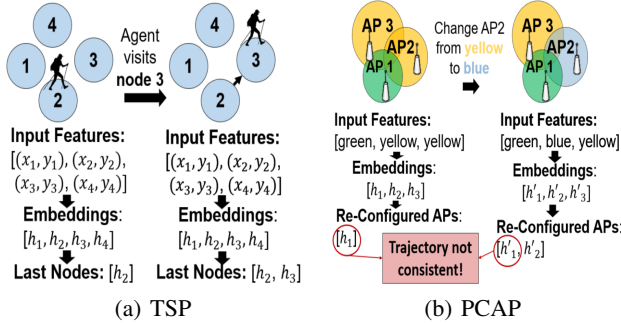 4
1
3
2
Agent
visits
node 3
4
1
3
2
Input Features:
[(x₁, y₁), (x₂, y₂),
(x₃, y₃), (x₄, y₄)]
Embeddings:
[h₁, h₂, h₃, h₄]
Last Nodes: [h₂]
Input Features:
[(x₁, y₁), (x₂, y₂),
(x₃, y₃), (x₄, y₄)]
Embeddings:
[h₁, h₂, h₃, h₄]
Last Nodes: [h₂, h₃]
(a) TSP
AP 3
AP2
AP 1
Change AP2
from yellow
to blue
AP 3
AP2
AP 1
Input Features:
[green, yellow, yellow]
Embeddings:
[h₁, h₂, h₃]
Re-Configured APs:
[h₁]
Input Features:
[green, blue, yellow]
Embeddings:
[h'₁, h'₂, h'₃]
Re-Configured APs:
[h'₁, h'₂]
Trajectory not
consistent!
(b) PCAP